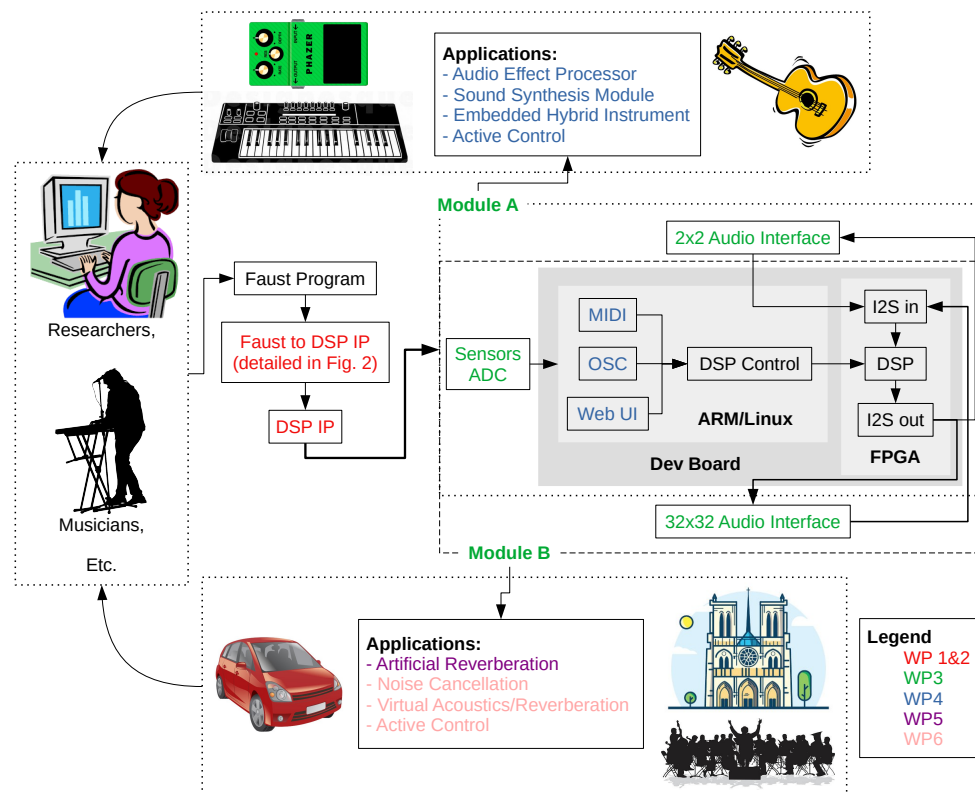 INPUT
OUTPUT
PHAZER
Applications:
- Audio Effect Processor
- Sound Synthesis Module
- Embedded Hybrid Instrument
- Active Control
Module A
2x2 Audio Interface
Researchers,
Musicians,
Etc.
Faust Program
Faust to DSP IP
(detailed in Fig. 2)
DSP IP
Sensors
ADC
MIDI
OSC
Web UI
DSP Control
ARM/Linux
Dev Board
I2S in
DSP
I2S out
FPGA
32x32 Audio Interface
Module B
Applications:
- Artificial Reverberation
- Noise Cancellation
- Virtual Acoustics/Reverberation
- Active Control
Legend
WP 1&2
WP3
WP4
WP5
WP6